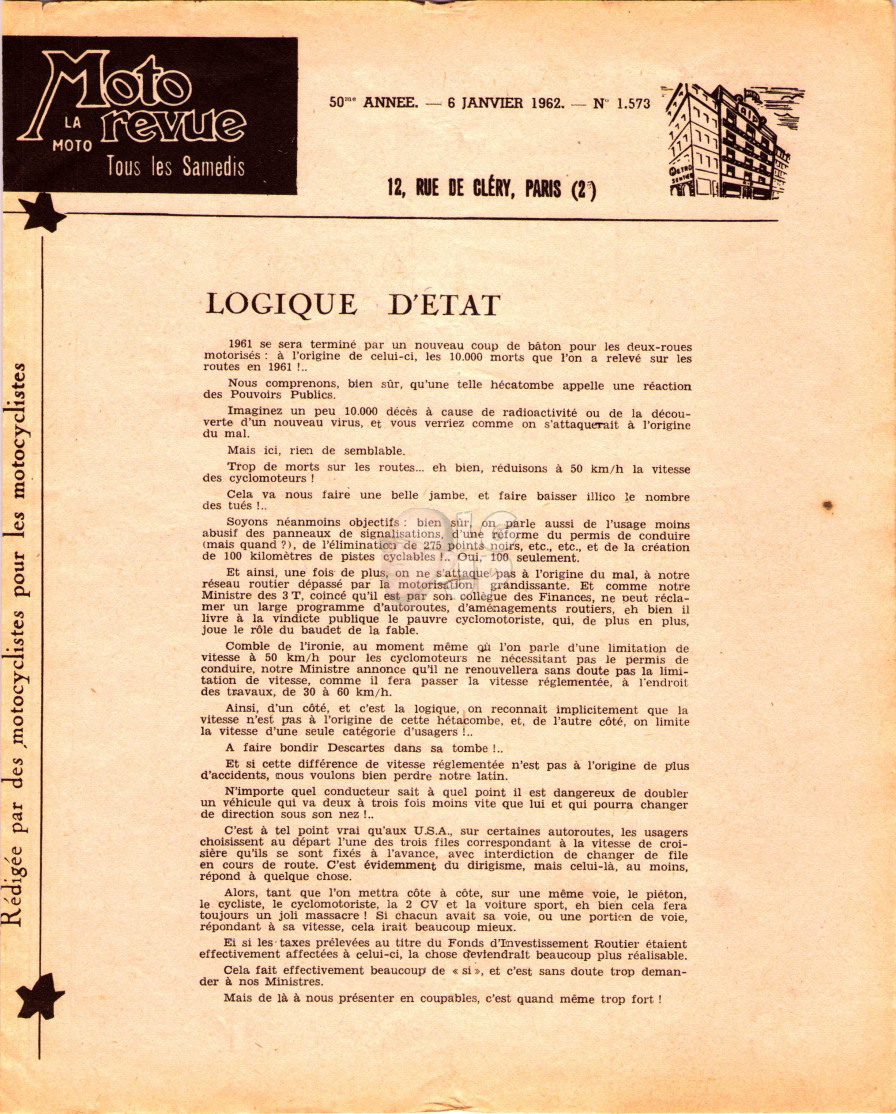 Moto
LA
MOTO
revue
Tous les Samedis
50me ANNEE. — 6 JANVIER 1962. — N° 1.573
12, RUE DE CLÉRY, PARIS (2e)
METRO
SENTIER
Rédigée par des motocyclistes pour les motocyclistes
LOGIQUE D'ÉTAT
1961 se sera terminé par un nouveau coup de bâton pour les deux-roues
motorisés : à l'origine de celui-ci, les 10.000 morts que l'on a relevé sur les
routes en 1961 !..
Nous comprenons, bien sûr, qu'une telle hécatombe appelle une réaction
des Pouvoirs Publics.
Imaginez un peu 10.000 décès à cause de radioactivité ou de la décou-
verte d'un nouveau virus, et vous verriez comme on s'attaquerait à l'origine
du mal.
Mais ici, rien de semblable.
Trop de morts sur les routes... eh bien, réduisons à 50 km/h la vitesse
des cyclomoteurs !
Cela va nous faire une belle jambe, et faire baisser illico le nombre
des tués !..
Soyons néanmoins objectifs : bien sûr, on parle aussi de l'usage moins
abusif des panneaux de signalisations, d'une réforme du permis de conduire
(mais quand ?), de l'élimination de 275 points noirs, etc., etc., et de la création
de 100 kilomètres de pistes cyclables !.. Oui, 100, seulement.
Et ainsi, une fois de plus, on ne s'attaque pas à l'origine du mal, à notre
réseau routier dépassé par la motorisation grandissante. Et comme notre
Ministre des 3 T, coincé qu'il est par son collègue des Finances, ne peut récla-
mer un large programme d'autoroutes, d'aménagements routiers, eh bien il
livre à la vindicte publique le pauvre cyclomotoriste, qui, de plus en plus,
joue le rôle du baudet de la fable.
Comble de l'ironie, au moment même où l'on parle d'une limitation de
vitesse à 50 km/h pour les cyclomoteurs ne nécessitant pas le permis de
conduire, notre Ministre annonce qu'il ne renouvellera sans doute pas la limi-
tation de vitesse, comme il fera passer la vitesse réglementée, à l'endroit
des travaux, de 30 à 60 km/h.
Ainsi, d'un côté, et c'est la logique, on reconnait implicitement que la
vitesse n'est pas à l'origine de cette hétacombe, et, de l'autre côté, on limite
la vitesse d'une seule catégorie d'usagers !..
A faire bondir Descartes dans sa tombe !..
Et si cette différence de vitesse réglementée n'est pas à l'origine de plus
d'accidents, nous voulons bien perdre notre latin.
N'importe quel conducteur sait à quel point il est dangereux de doubler
un véhicule qui va deux à trois fois moins vite que lui et qui pourra changer
de direction sous son nez !..
C'est à tel point vrai qu'aux U.S.A., sur certaines autoroutes, les usagers
choisissent au départ l'une des trois files correspondant à la vitesse de croi-
sière qu'ils se sont fixés à l'avance, avec interdiction de changer de file
en cours de route. C'est évidemment du dirigisme, mais celui-là, au moins,
répond à quelque chose.
Alors, tant que l'on mettra côte à côte, sur une même voie, le piéton,
le cycliste, le cyclomotoriste, la 2 CV et la voiture sport, eh bien cela fera
toujours un joli massacre ! Si chacun avait sa voie, ou une portion de voie,
répondant à sa vitesse, cela irait beaucoup mieux.
Et si les taxes prélevées au titre du Fonds d'Investissement Routier étaient
effectivement affectées à celui-ci, la chose deviendrait beaucoup plus réalisable.
Cela fait effectivement beaucoup de « si », et c'est sans doute trop deman-
der à nos Ministres.
Mais de là à nous présenter en coupables, c'est quand même trop fort !